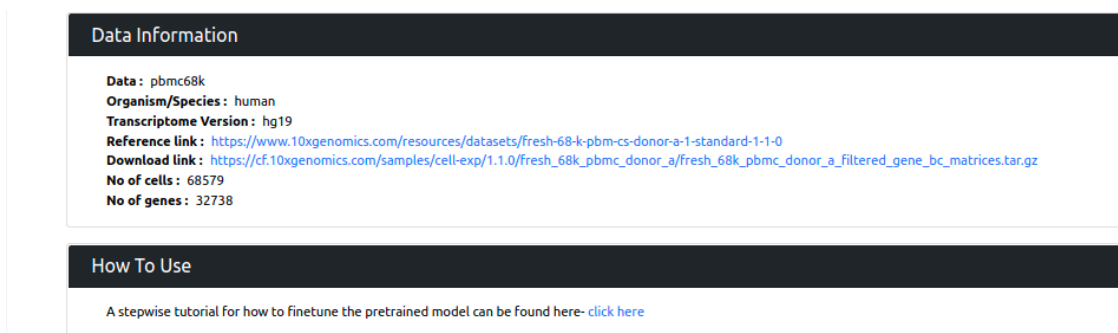 Data Information
Data : pbmc68k
Organism/Species : human
Transcriptome Version : hg19
Reference link : https://www.10xgenomics.com/resources/datasets/fresh-68-k-pbm-cs-donor-a-1-standard-1-1-0
Download link : https://cf.10xgenomics.com/samples/cell-exp/1.1.0/fresh_68k_pbmc_donor_a/fresh_68k_pbmc_donor_a_filtered_gene_bc_matrices.tar.gz
No of cells : 68579
No of genes : 32738
How To Use
A stepwise tutorial for how to finetune the pretrained model can be found here- click here